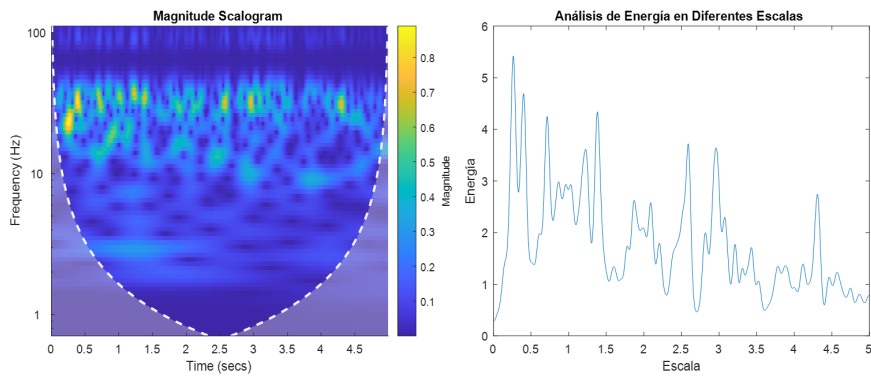 Magnitude Scalogram
100
10
1
Frequency (Hz)
0 0.5 1 1.5 2 2.5 3 3.5 4 4.5
Time (secs)
0.8
0.7
0.6
0.5
0.4
0.3
0.2
0.1
Magnitude
Análisis de Energía en Diferentes Escalas
6
5
4
3
2
1
0
Energía
0 0.5 1 1.5 2 2.5 3 3.5 4 4.5 5
Escala